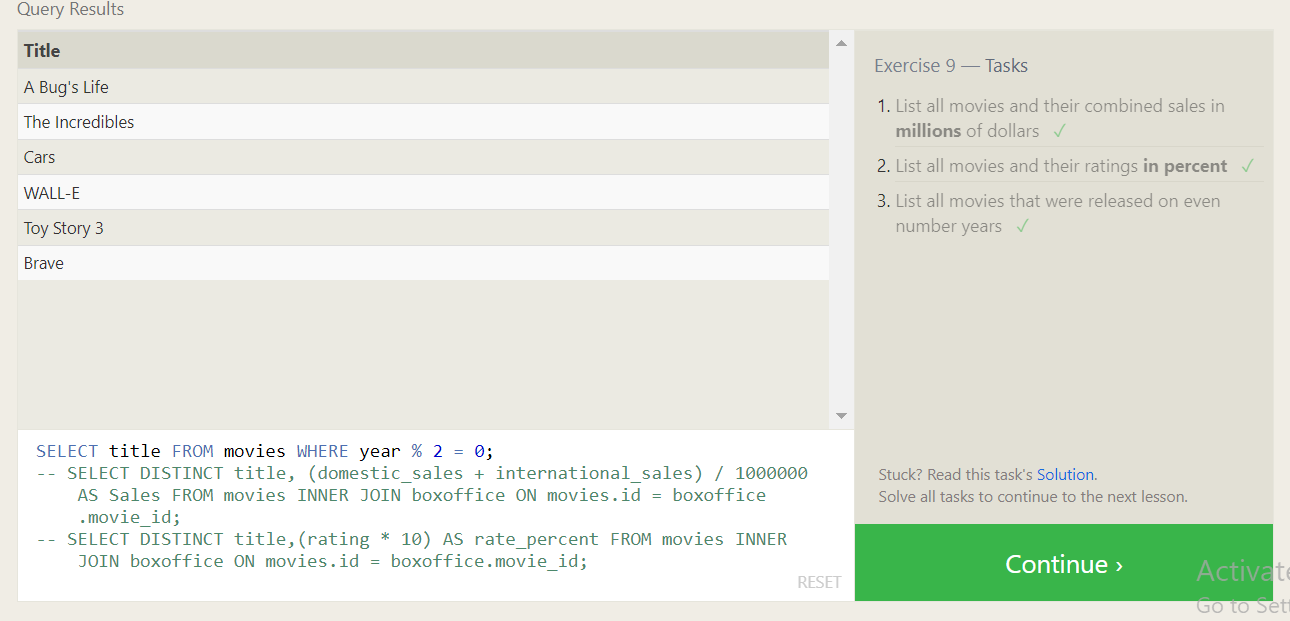 Query Results
Title
A Bug's Life
The Incredibles
Cars
WALL-E
Toy Story 3
Brave
SELECT title FROM movies WHERE year % 2 = 0;
-- SELECT DISTINCT title, (domestic_sales + international_sales) / 1000000
AS Sales FROM movies INNER JOIN boxoffice ON movies.id = boxoffice
.movie_id;
-- SELECT DISTINCT title,(rating * 10) AS rate_percent FROM movies INNER
JOIN boxoffice ON movies.id = boxoffice.movie_id;
RESET
Exercise 9 — Tasks
1. List all movies and their combined sales in
millions of dollars ✓
2. List all movies and their ratings in percent ✓
3. List all movies that were released on even
number years ✓
Stuck? Read this task's Solution.
Solve all tasks to continue to the next lesson.
Continue ›
Activate
Go to Sett